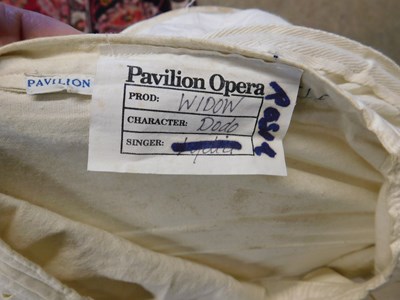 PAVILION
Pavilion Opera
PROD: WIDOW
CHARACTER: Dodo
SINGER: